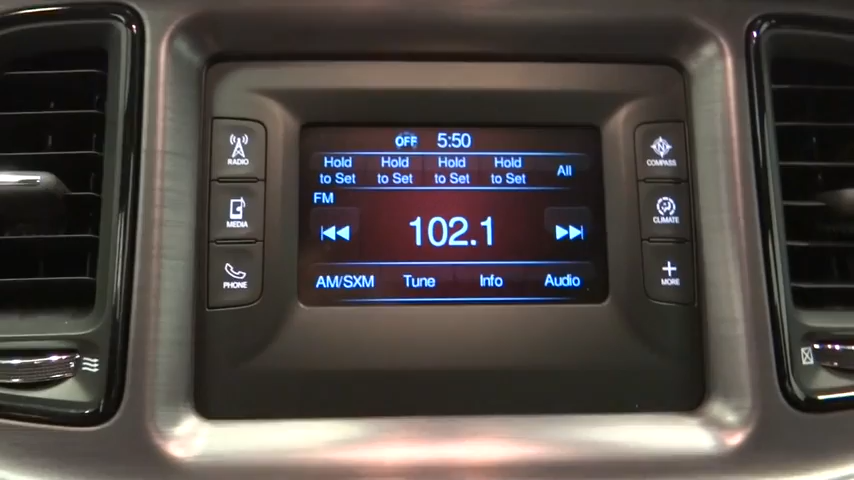 OFF 5:50
Hold to Set Hold to Set Hold to Set Hold to Set All
FM
102.1
AM/SXM Tune Info Audio
RADIO
MEDIA
PHONE
N
COMPASS
CLIMATE
MORE